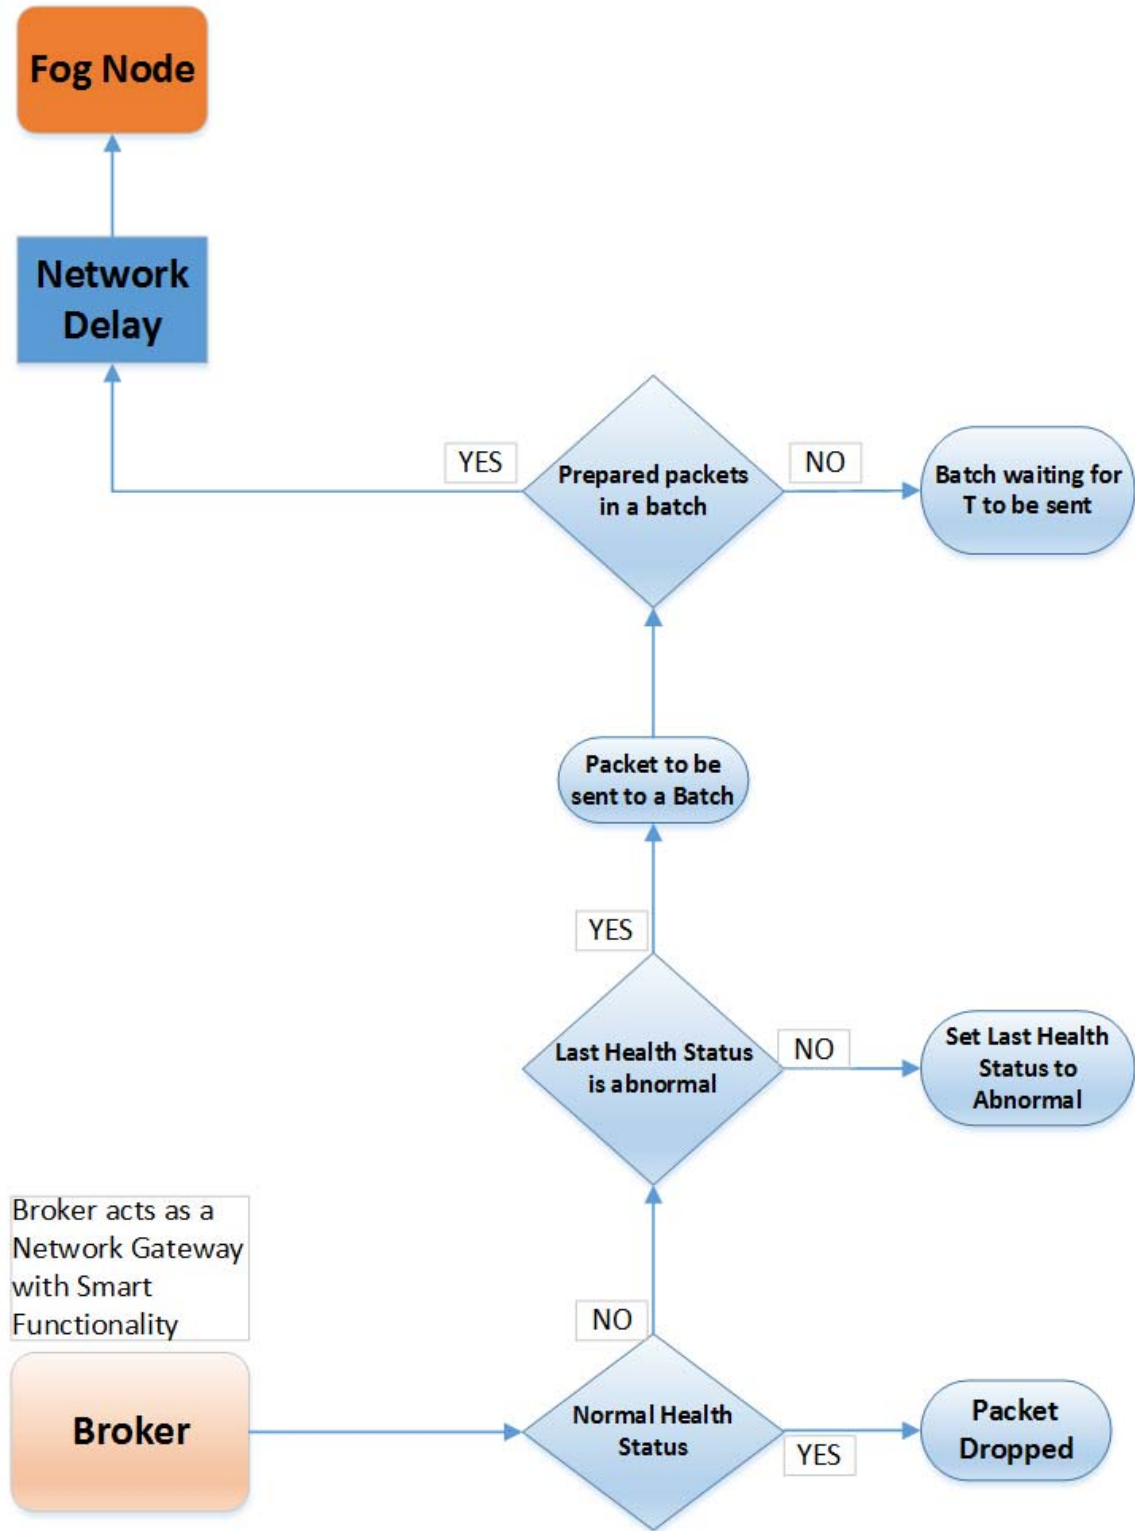 Fog Node
Network
Delay
YES
Prepared packets
in a batch
NO
Batch waiting for
T to be sent
Packet to be
sent to a Batch
YES
Last Health Status
is abnormal
NO
Set Last Health
Status to
Abnormal
Broker acts as a
Network Gateway
with Smart
Functionality
NO
Broker
Normal Health
Status
YES
Packet
Dropped